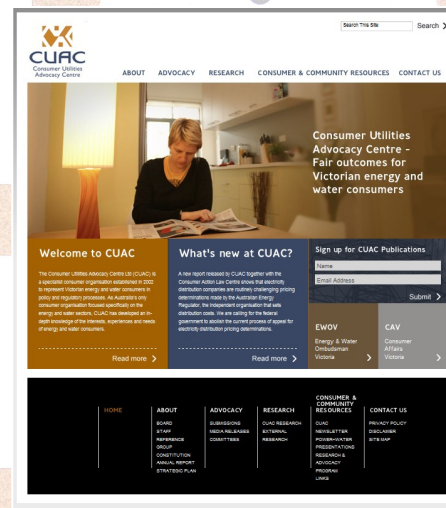 Search This Site
Search
CUAC
Consumer Utilities
Advocacy Centre
ABOUT ADVOCACY RESEARCH CONSUMER & COMMUNITY RESOURCES CONTACT US
Consumer Utilities
Advocacy Centre -
Fair outcomes for
Victorian energy and
water consumers
Welcome to CUAC
The Consumer Utilities Advocacy Centre Ltd (CUAC) is
a specialist consumer organisation established in 2002
to represent Victorian energy and water consumers in
policy and regulatory processes. As Australia's only
consumer organisation focused specifically on the
energy and water sectors, CUAC has developed an in-
depth knowledge of the interests, experiences and needs
of energy and water consumers.
Read more
What's new at CUAC?
A new report released by CUAC together with the
Consumer Action Law Centre shows that electricity
distribution companies are routinely challenging pricing
determinations made by the Australian Energy
Regulator, the independent organisation that sets
distribution costs. We are calling for the federal
government to abolish the current process of appeal for
electricity distribution pricing determinations.
Read more
Sign up for CUAC Publications
Name
Email Address
Submit
EWOV
Energy & Water
Ombudsman
Victoria
CAV
Consumer
Affairs
Victoria
HOME
ABOUT
BOARD
STAFF
REFERENCE
GROUP
CONSTITUTION
ANNUAL REPORT
STRATEGIC PLAN
ADVOCACY
SUBMISSIONS
MEDIA RELEASES
COMMITTEES
RESEARCH
CUAC RESEARCH
EXTERNAL
RESEARCH
CONSUMER &
COMMUNITY
RESOURCES
CUAC
NEWSLETTER
POWER+WATER
PRESENTATIONS
RESEARCH &
ADVOCACY
PROGRAM
LINKS
CONTACT US
PRIVACY POLICY
DISCLAIMER
SITE MAP